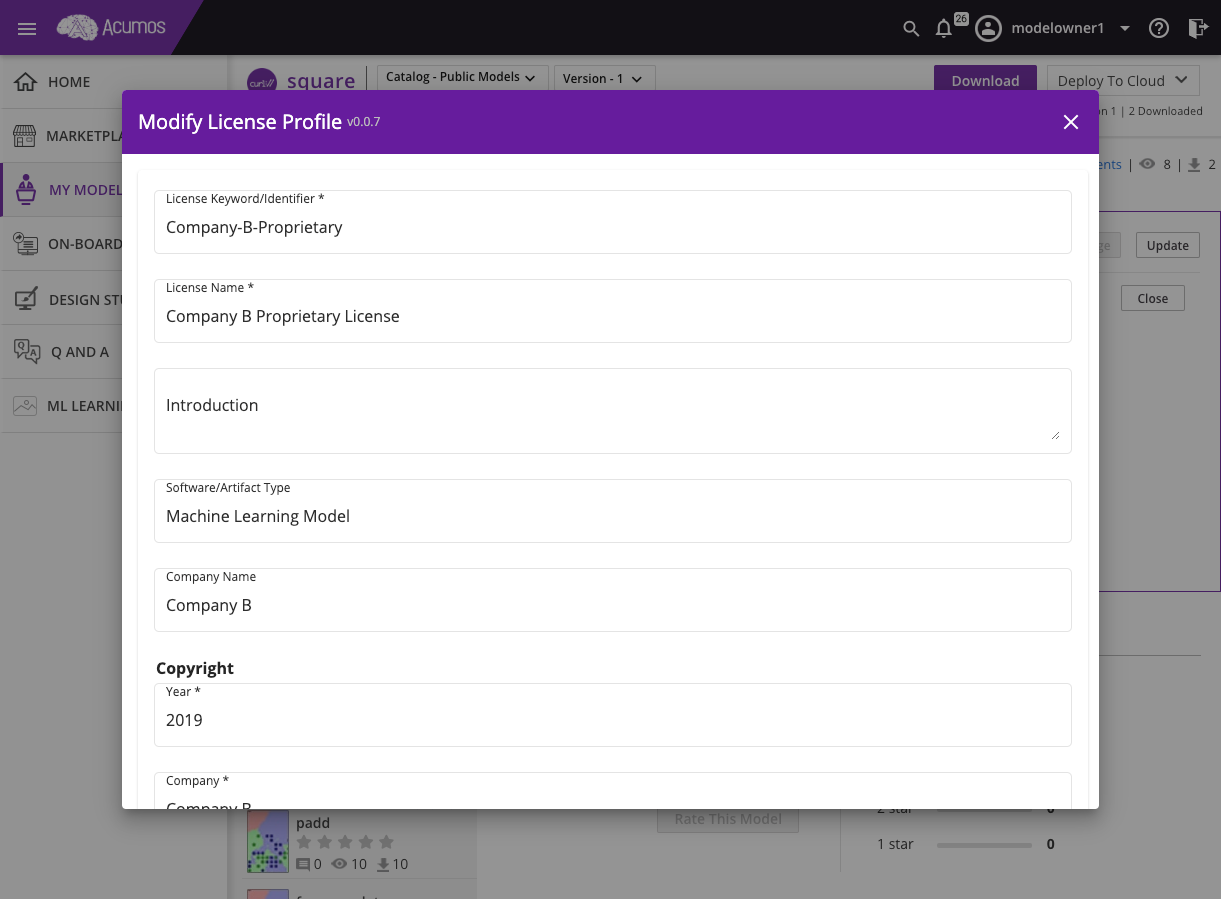 Acumos
26
modelowner1
HOME
curl://
square
Catalog - Public Models
Version - 1
Download
Deploy To Cloud
on 1 | 2 Downloaded
MARKETPLA
Modify License Profile v0.0.7
ents | 8 | 2
MY MODEL
License Keyword/Identifier *
Company-B-Proprietary
ON-BOARD
ge
Update
License Name *
Company B Proprietary License
DESIGN STU
Close
Q AND A
Introduction
ML LEARNI
Software/Artifact Type
Machine Learning Model
Company Name
Company B
Copyright
Year *
2019
Company *
Company B
2 star
0
padd
Rate This Model
0 10 10
1 star
0